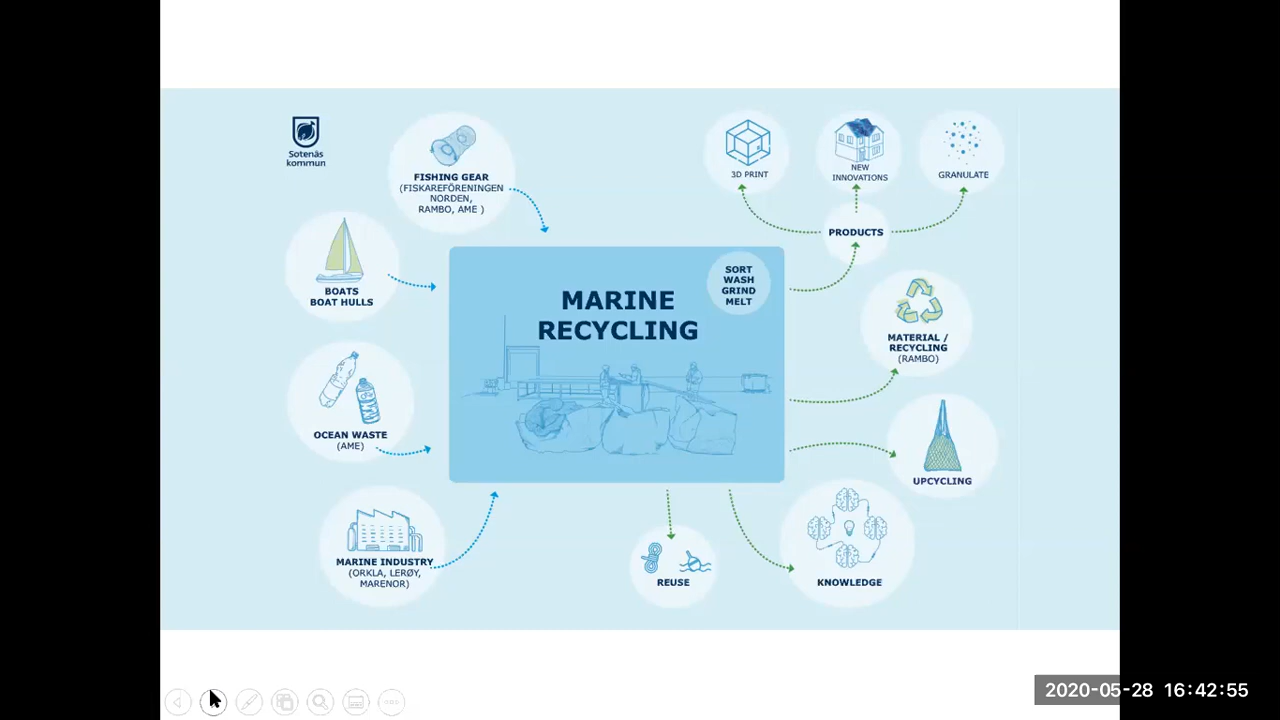 Sotenäs
kommun
FISHING GEAR
(FISKAREFÖRENINGEN
NORDEN,
RAMBO, AME )
BOATS
BOAT HULLS
OCEAN WASTE
(AME)
MARINE INDUSTRY
(ORKLA, LERØY,
MARENOR)
MARINE
RECYCLING
SORT
WASH
GRIND
MELT
3D PRINT
NEW
INNOVATIONS
GRANULATE
PRODUCTS
MATERIAL /
RECYCLING
(RAMBO)
UPCYCLING
KNOWLEDGE
REUSE
2020-05-28 16:42:55